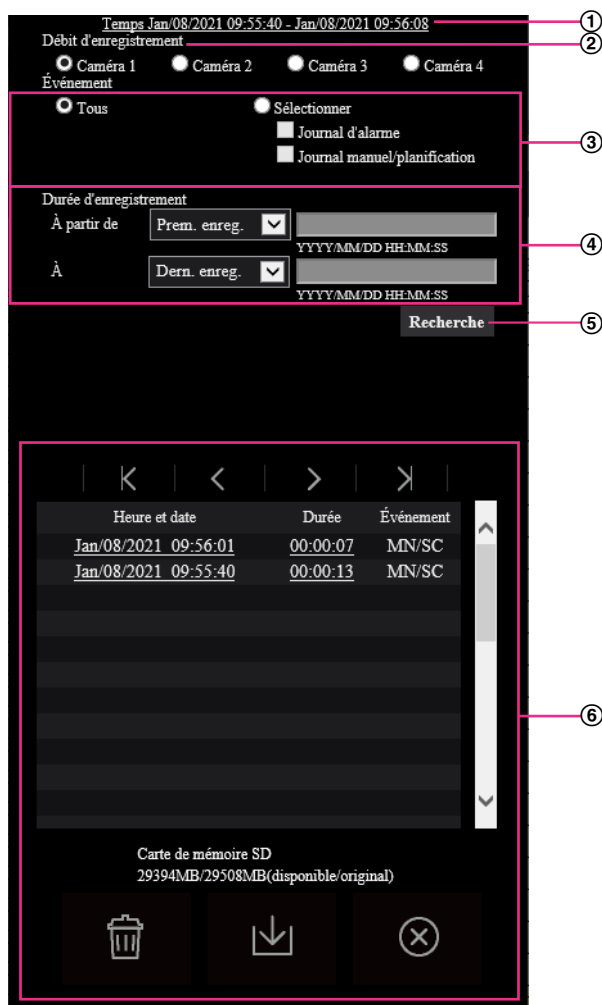 Temps Jan/08/2021 09:55:40 - Jan/08/2021 09:56:08 ①
Débit d'enregistrement ②
Caméra 1 Caméra 2 Caméra 3 Caméra 4
Événement
Tous Sélectionner
Journal d'alarme ③
Journal manuel/planification
Durée d'enregistrement
À partir de Prem. enreg.
YYYY/MM/DD HH:MM:SS ④
À Dern. enreg.
YYYY/MM/DD HH:MM:SS
Recherche ⑤
Heure et date Durée Événement
Jan/08/2021 09:56:01 00:00:07 MN/SC
Jan/08/2021 09:55:40 00:00:13 MN/SC
⑥
Carte de mémoire SD
29394MB/29508MB(disponible/original)